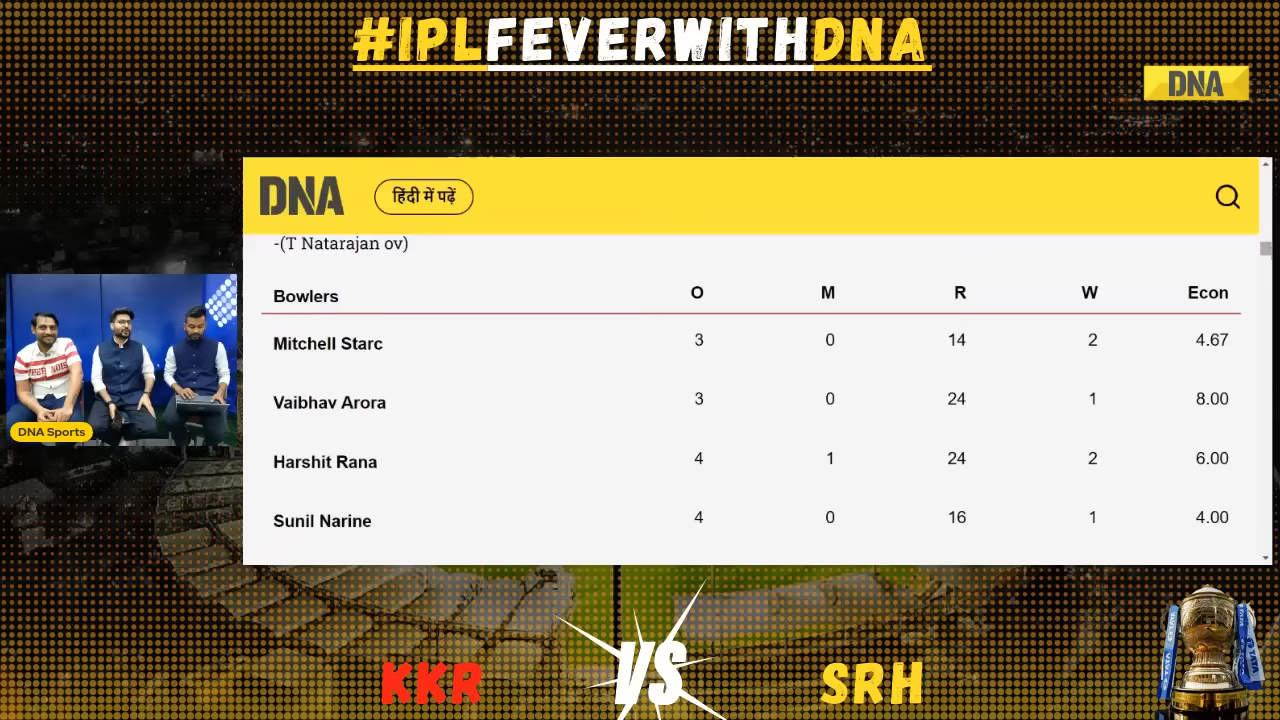 #IPLFEVERWITHDNA
DNA
DNA
हिंदी में पढ़ें
-(T Natarajan ov)
Bowlers O M R W Econ
Mitchell Starc 3 0 14 2 4.67
Vaibhav Arora 3 0 24 1 8.00
Harshit Rana 4 1 24 2 6.00
Sunil Narine 4 0 16 1 4.00
DNA Sports
KKR VS SRH
TATA
TATA